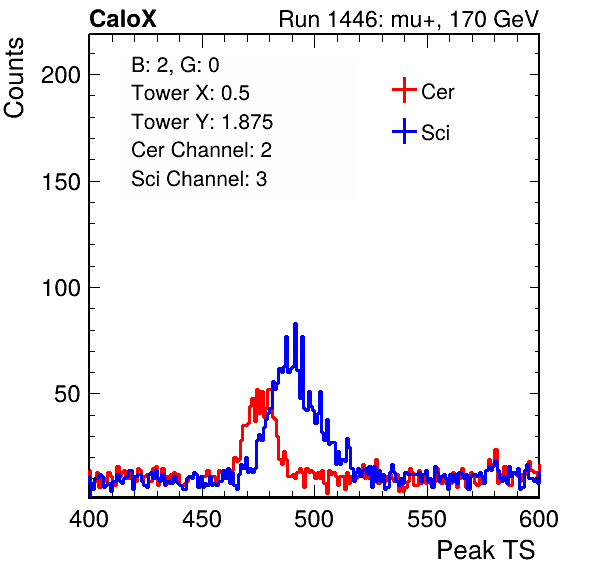 CaloX Run 1446: mu+, 170 GeV
Counts
B: 2, G: 0
Tower X: 0.5
Tower Y: 1.875
Cer Channel: 2
Sci Channel: 3
Cer
Sci
200
150
100
50
400 450 500 550 600
Peak TS